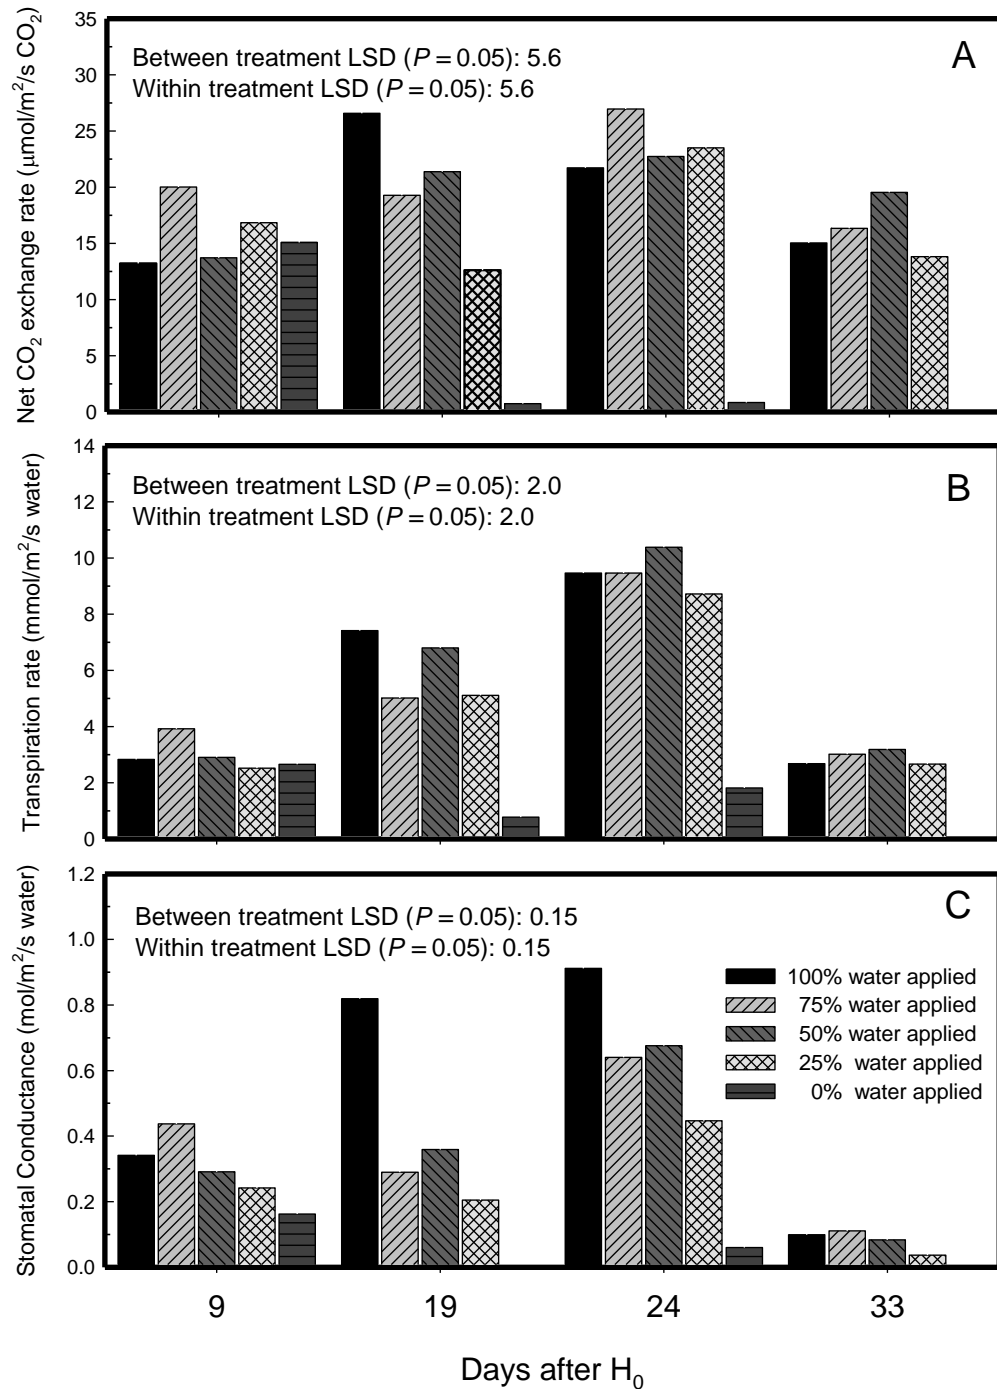 Net CO₂ exchange rate (μmol/m²/s CO₂)
35
30
25
20
15
10
5
0
Between treatment LSD (P = 0.05): 5.6
Within treatment LSD (P = 0.05): 5.6
A
Transpiration rate (mmol/m²/s water)
14
12
10
8
6
4
2
0
Between treatment LSD (P = 0.05): 2.0
Within treatment LSD (P = 0.05): 2.0
B
Stomatal Conductance (mol/m²/s water)
1.2
1.0
0.8
0.6
0.4
0.2
0.0
Between treatment LSD (P = 0.05): 0.15
Within treatment LSD (P = 0.05): 0.15
C
100% water applied
75% water applied
50% water applied
25% water applied
0% water applied
9 19 24 33
Days after H₀